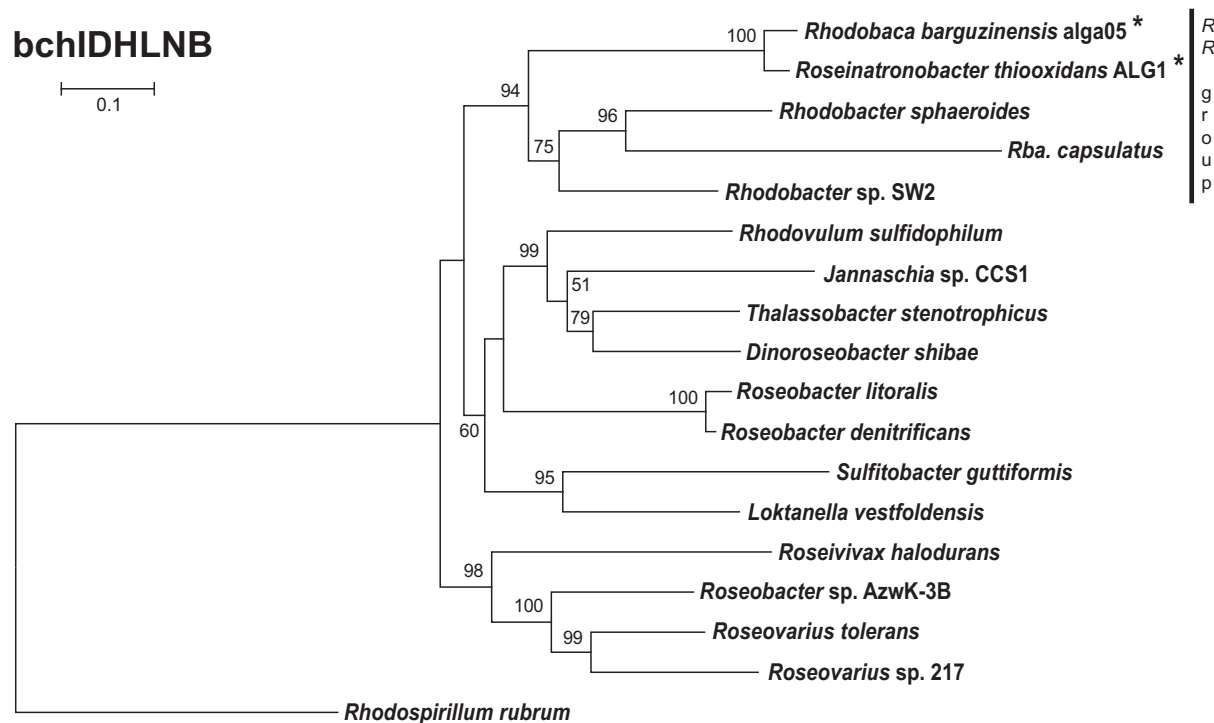 bchIDHLNB
0.1
100
Rhodobaca barguzinensis alga05 *
Roseinatronobacter thiooxidans ALG1 *
94
96
Rhodobacter sphaeroides
Rba. capsulatus
75
Rhodobacter sp. SW2
R
R
group
99
Rhodovulum sulfidophilum
Jannaschia sp. CCS1
51
79
Thalassobacter stenotrophicus
Dinoroseobacter shibae
100
Roseobacter litoralis
Roseobacter denitrificans
60
95
Sulfitobacter guttiformis
Loktanella vestfoldensis
98
Roseivivax halodurans
100
Roseobacter sp. AzwK-3B
99
Roseovarius tolerans
Roseovarius sp. 217
Rhodospirillum rubrum